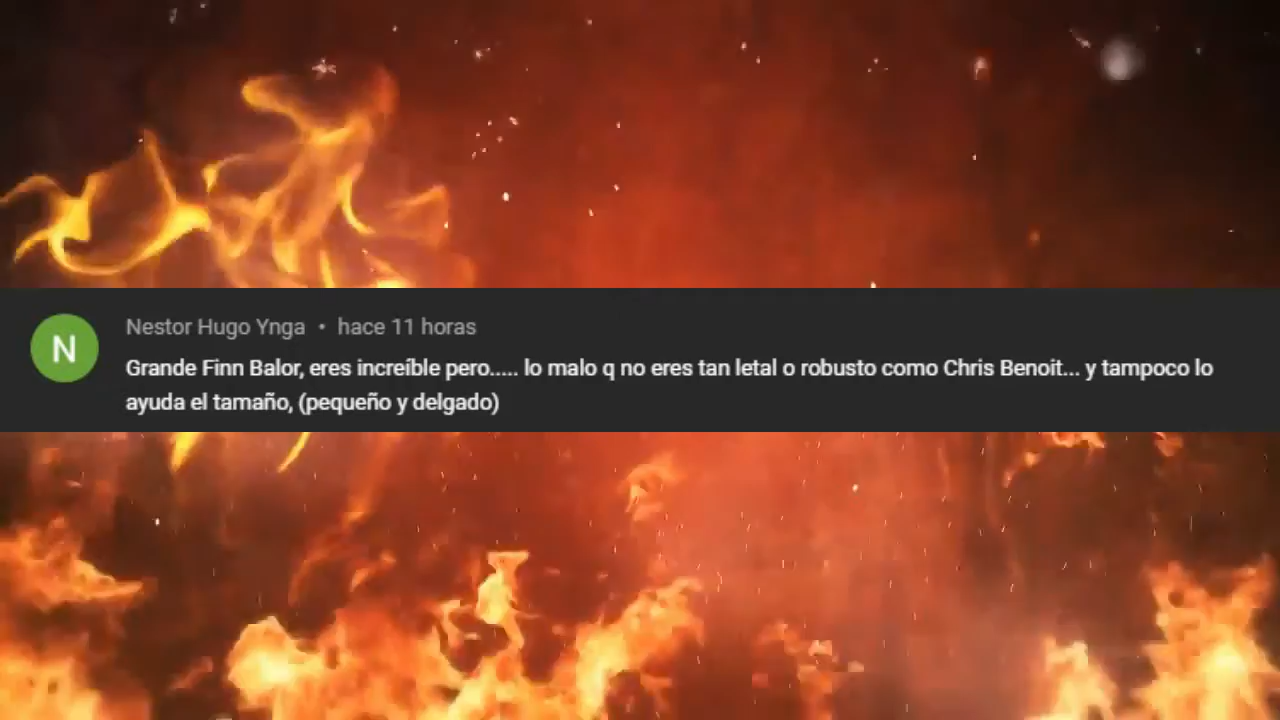 N
Nestor Hugo Ynga • hace 11 horas
Grande Finn Balor, eres increíble pero..... lo malo q no eres tan letal o robusto como Chris Benoit... y tampoco lo
ayuda el tamaño, (pequeño y delgado)